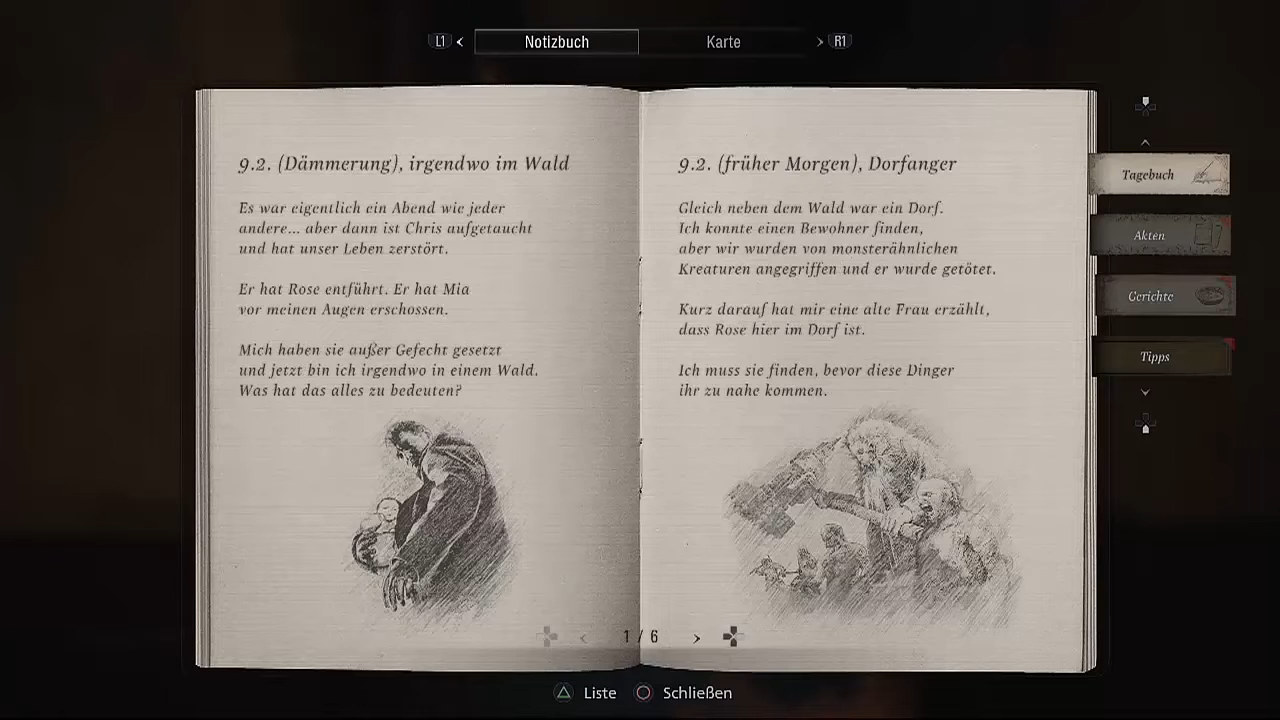 L1 Notizbuch Karte R1
9.2. (Dämmerung), irgendwo im Wald
Es war eigentlich ein Abend wie jeder
andere... aber dann ist Chris aufgetaucht
und hat unser Leben zerstört.
Er hat Rose entführt. Er hat Mia
vor meinen Augen erschossen.
Mich haben sie außer Gefecht gesetzt
und jetzt bin ich irgendwo in einem Wald.
Was hat das alles zu bedeuten?
9.2. (früher Morgen), Dorfanger
Gleich neben dem Wald war ein Dorf.
Ich konnte einen Bewohner finden,
aber wir wurden von monsterähnlichen
Kreaturen angegriffen und er wurde getötet.
Kurz darauf hat mir eine alte Frau erzählt,
dass Rose hier im Dorf ist.
Ich muss sie finden, bevor diese Dinger
ihr zu nahe kommen.
Tagebuch
Akten
Gerichte
Tipps
1 / 6
Liste Schließen